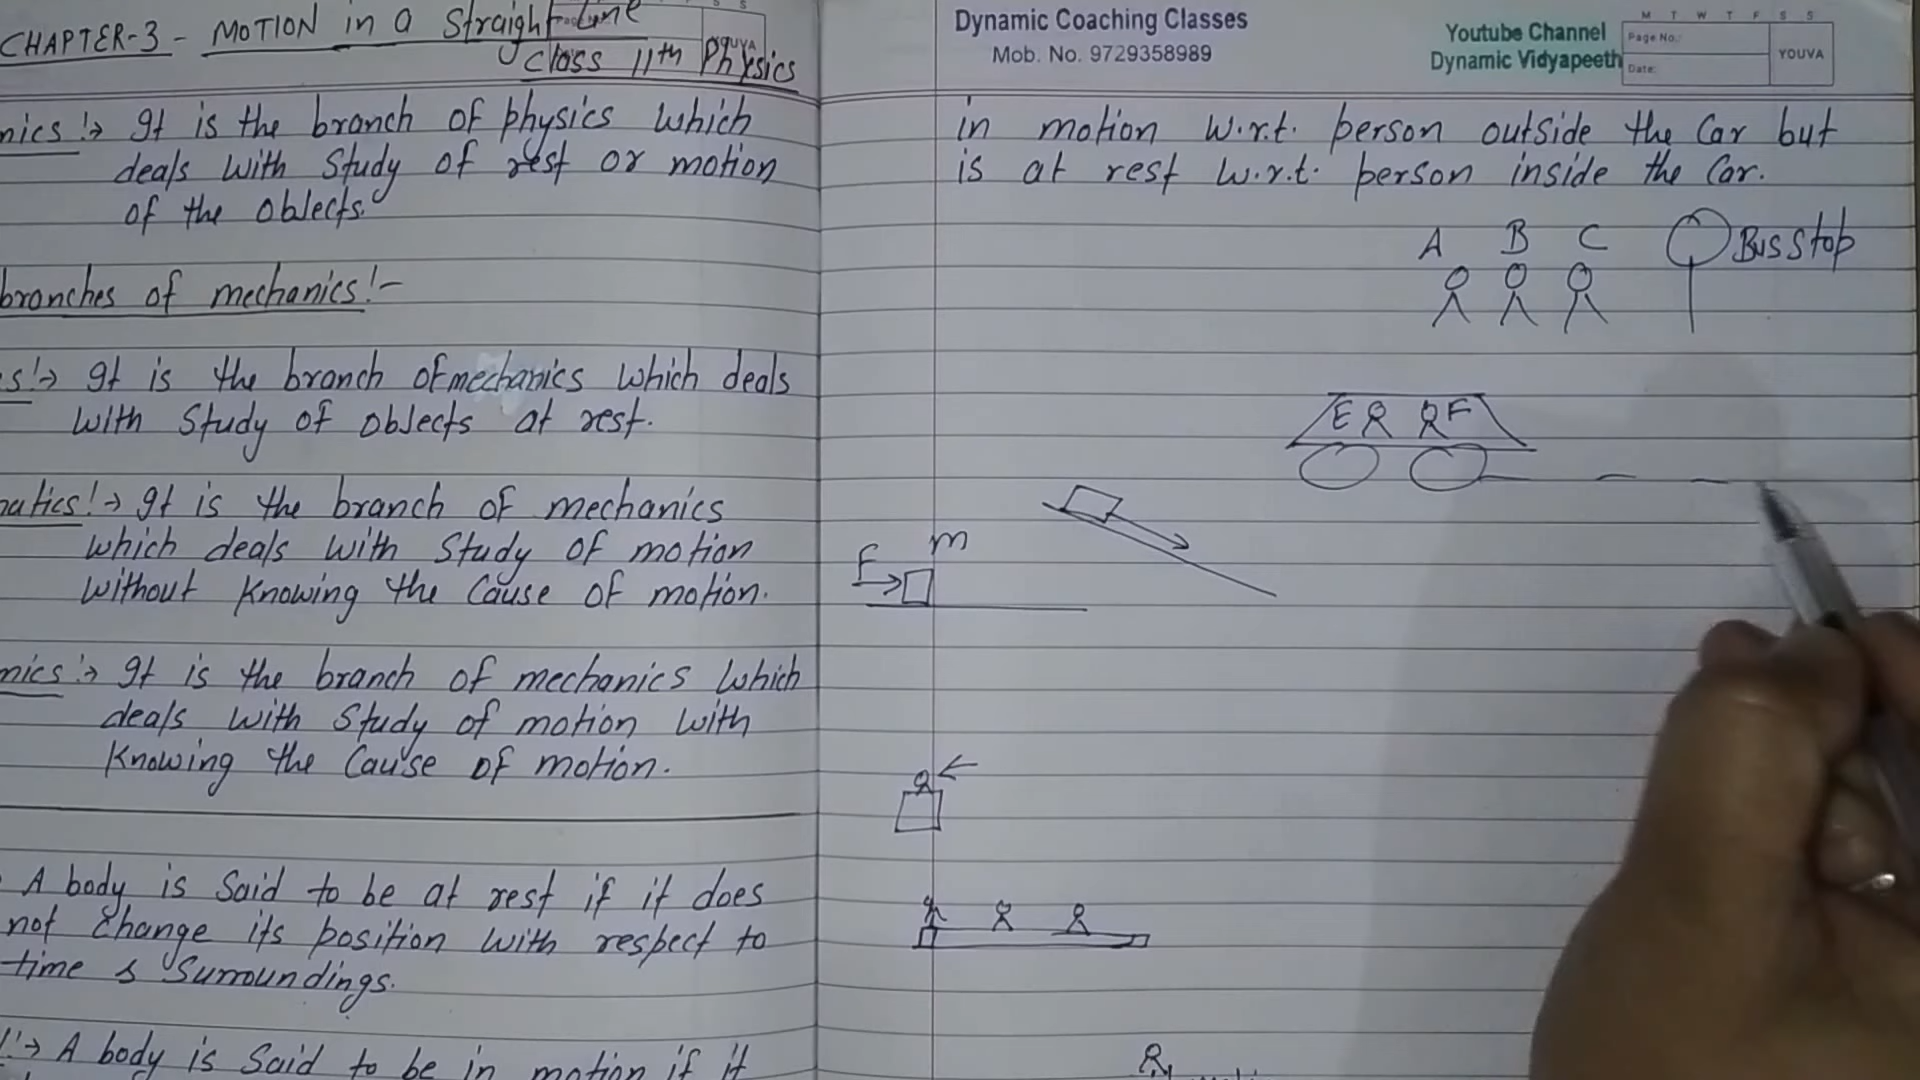 CHAPTER-3 - MOTION in a Straight Line
Class 11th Physics
nics :→ It is the branch of physics which
deals with Study of rest or motion
of the objects.
branches of mechanics :-
s :→ It is the branch of mechanics which deals
with Study of objects at rest.
matics :→ It is the branch of mechanics
which deals with Study of motion
without Knowing the Cause of motion.
mics :→ It is the branch of mechanics which
deals with Study of motion with
Knowing the Cause of motion.
A body is Said to be at rest if it does
not Change its position with respect to
time & Surroundings.
:→ A body is Said to be in motion if it
Dynamic Coaching Classes
Mob. No. 9729358989
Youtube Channel
Dynamic Vidyapeeth
M T W T F S S
Page No.:
Date:
YOUVA
in motion w.r.t. person outside the Car but
is at rest w.r.t. person inside the Car.
A B C Bus Stop
E F
F m